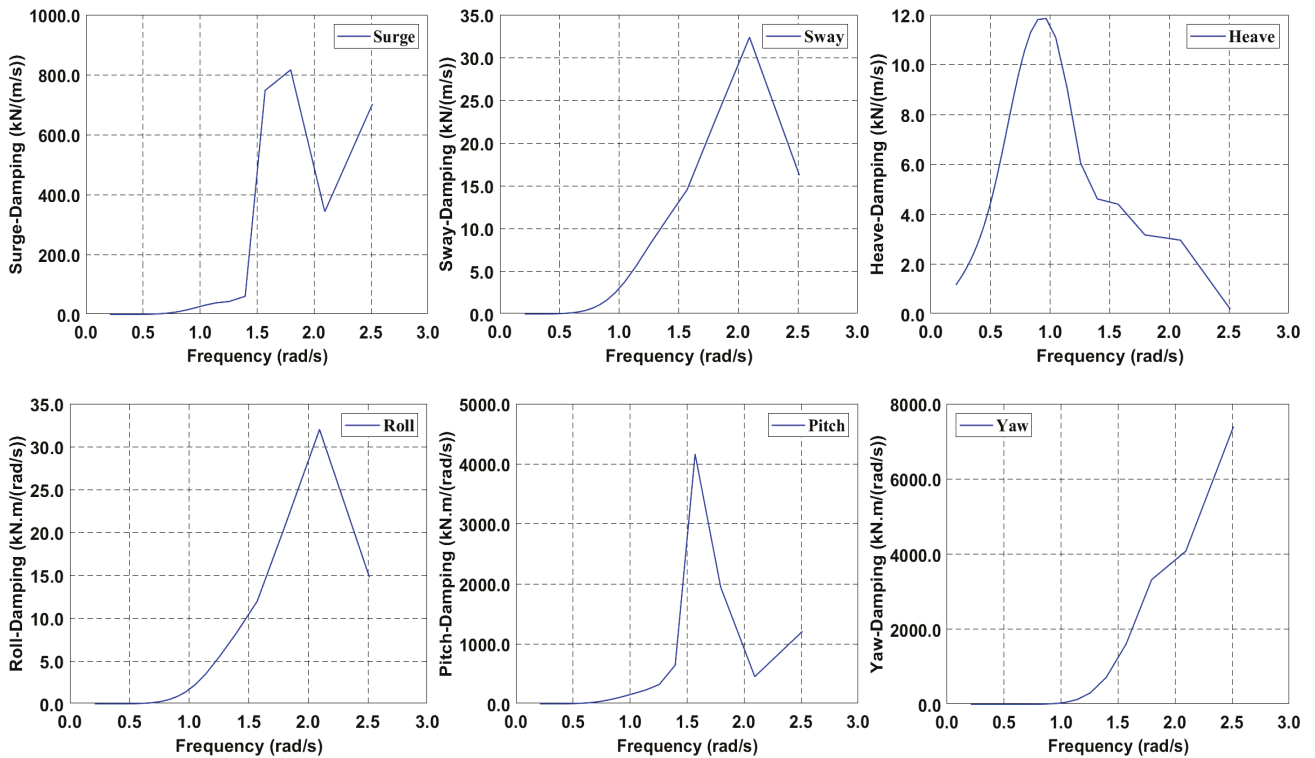 1000.0
800.0
600.0
400.0
200.0
0.0
0.0 0.5 1.0 1.5 2.0 2.5 3.0
Surge-Damping (kN/(m/s))
Frequency (rad/s)
Surge
35.0
30.0
25.0
20.0
15.0
10.0
5.0
0.0
0.0 0.5 1.0 1.5 2.0 2.5 3.0
Sway-Damping (kN/(m/s))
Frequency (rad/s)
Sway
12.0
10.0
8.0
6.0
4.0
2.0
0.0
0.0 0.5 1.0 1.5 2.0 2.5 3.0
Heave-Damping (kN/(m/s))
Frequency (rad/s)
Heave
35.0
30.0
25.0
20.0
15.0
10.0
5.0
0.0
0.0 0.5 1.0 1.5 2.0 2.5 3.0
Roll-Damping (kN.m/(rad/s))
Frequency (rad/s)
Roll
5000.0
4000.0
3000.0
2000.0
1000.0
0.0
0.0 0.5 1.0 1.5 2.0 2.5 3.0
Pitch-Damping (kN.m/(rad/s))
Frequency (rad/s)
Pitch
8000.0
6000.0
4000.0
2000.0
0.0
0.0 0.5 1.0 1.5 2.0 2.5 3.0
Yaw-Damping (kN.m/(rad/s))
Frequency (rad/s)
Yaw